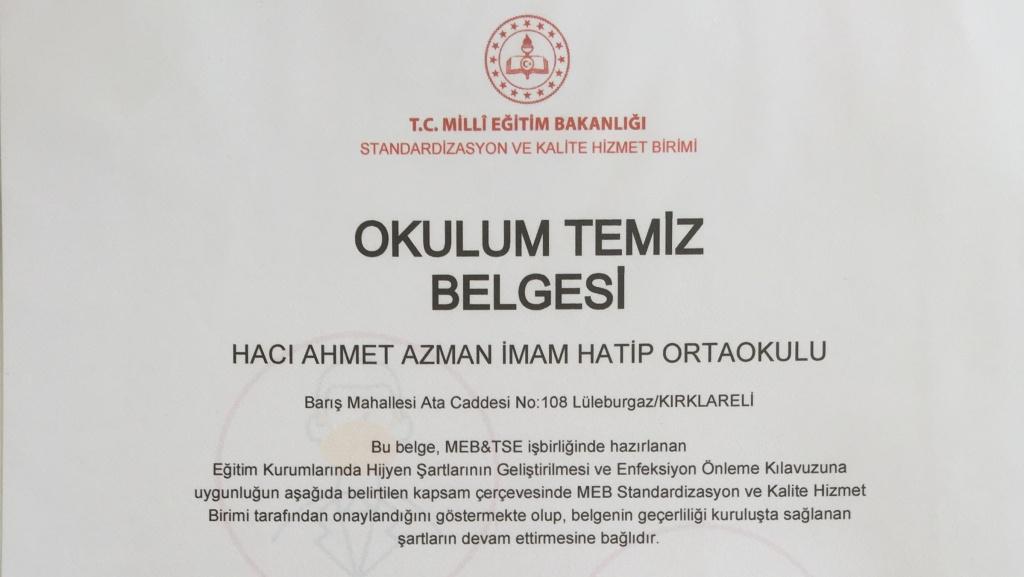 T.C. MİLLÎ EĞİTİM BAKANLIĞI
STANDARDİZASYON VE KALİTE HİZMET BİRİMİ
OKULUM TEMİZ
BELGESİ
HACI AHMET AZMAN İMAM HATİP ORTAOKULU
Barış Mahallesi Ata Caddesi No:108 Lüleburgaz/KIRKLARELİ
Bu belge, MEB&TSE işbirliğinde hazırlanan
Eğitim Kurumlarında Hijyen Şartlarının Geliştirilmesi ve Enfeksiyon Önleme Kılavuzuna
uygunluğun aşağıda belirtilen kapsam çerçevesinde MEB Standardizasyon ve Kalite Hizmet
Birimi tarafından onaylandığını göstermekte olup, belgenin geçerliliği kuruluşta sağlanan
şartların devam ettirmesine bağlıdır.